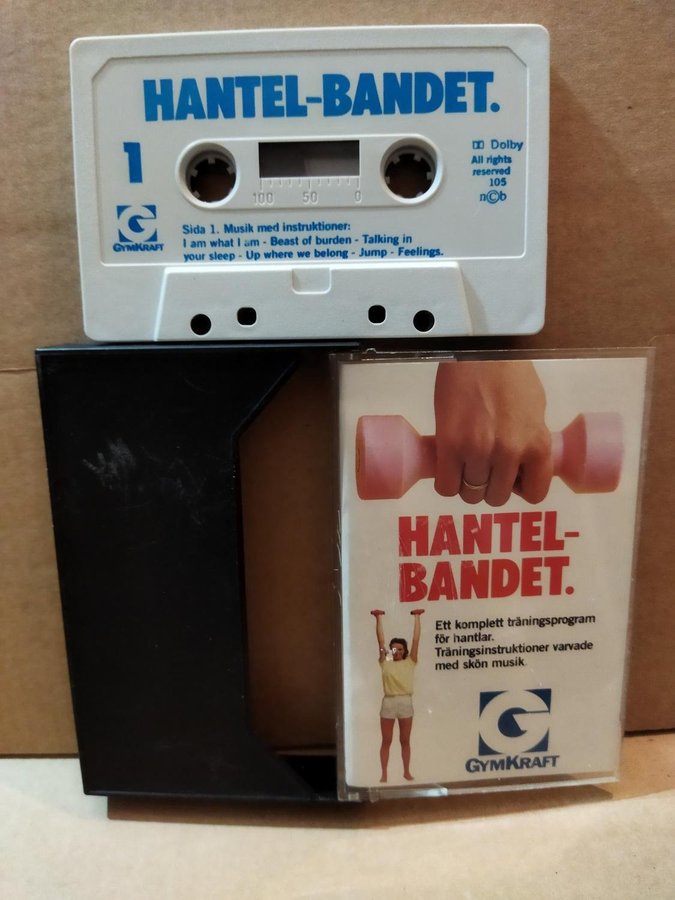 HANTEL-BANDET.
1
Dolby
All rights
reserved
105
n©b
100 50 0
GYMKRAFT
Sida 1. Musik med instruktioner:
I am what I am - Beast of burden - Talking in
your sleep - Up where we belong - Jump - Feelings.
HANTEL-
BANDET.
Ett komplett träningsprogram
för hantlar.
Träningsinstruktioner varvade
med skön musik
GYMKRAFT